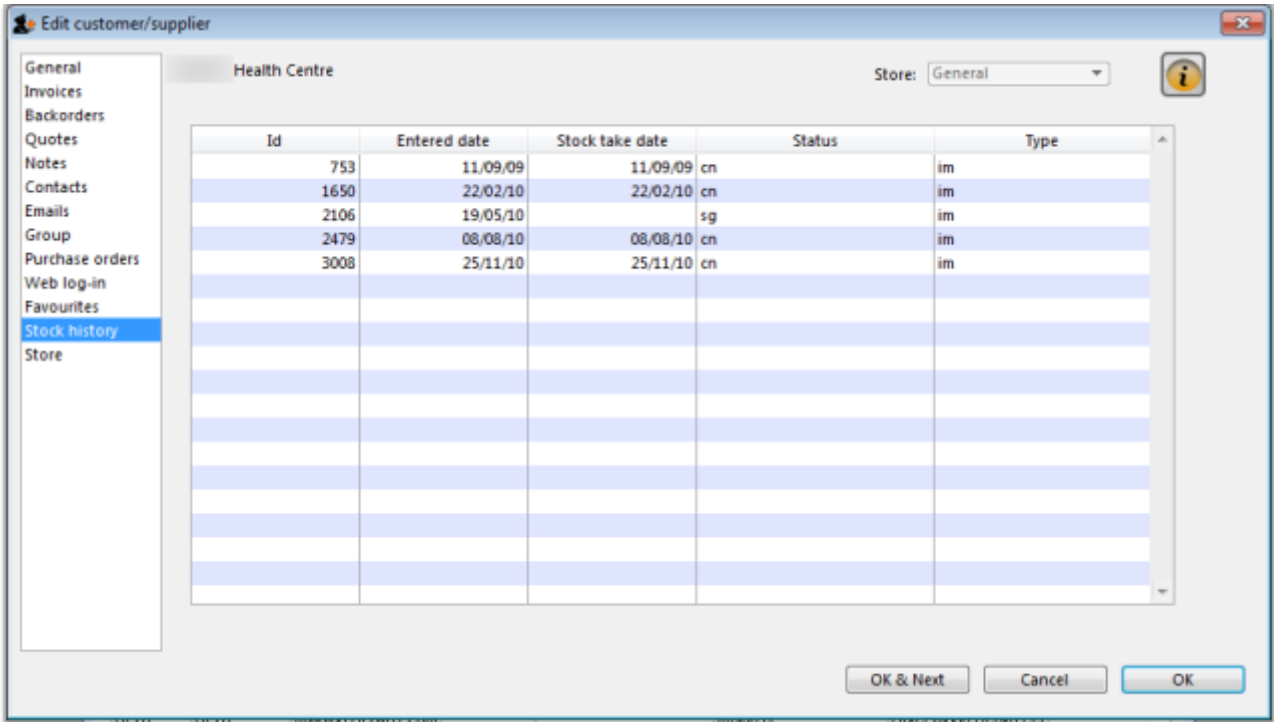 Edit customer/supplier
General
Invoices
Backorders
Quotes
Notes
Contacts
Emails
Group
Purchase orders
Web log-in
Favourites
Stock history
Store
Health Centre
Store: General
Id Entered date Stock take date Status Type
753 11/09/09 11/09/09 cn im
1650 22/02/10 22/02/10 cn im
2106 19/05/10 sg im
2479 08/08/10 08/08/10 cn im
3008 25/11/10 25/11/10 cn im
OK & Next Cancel OK